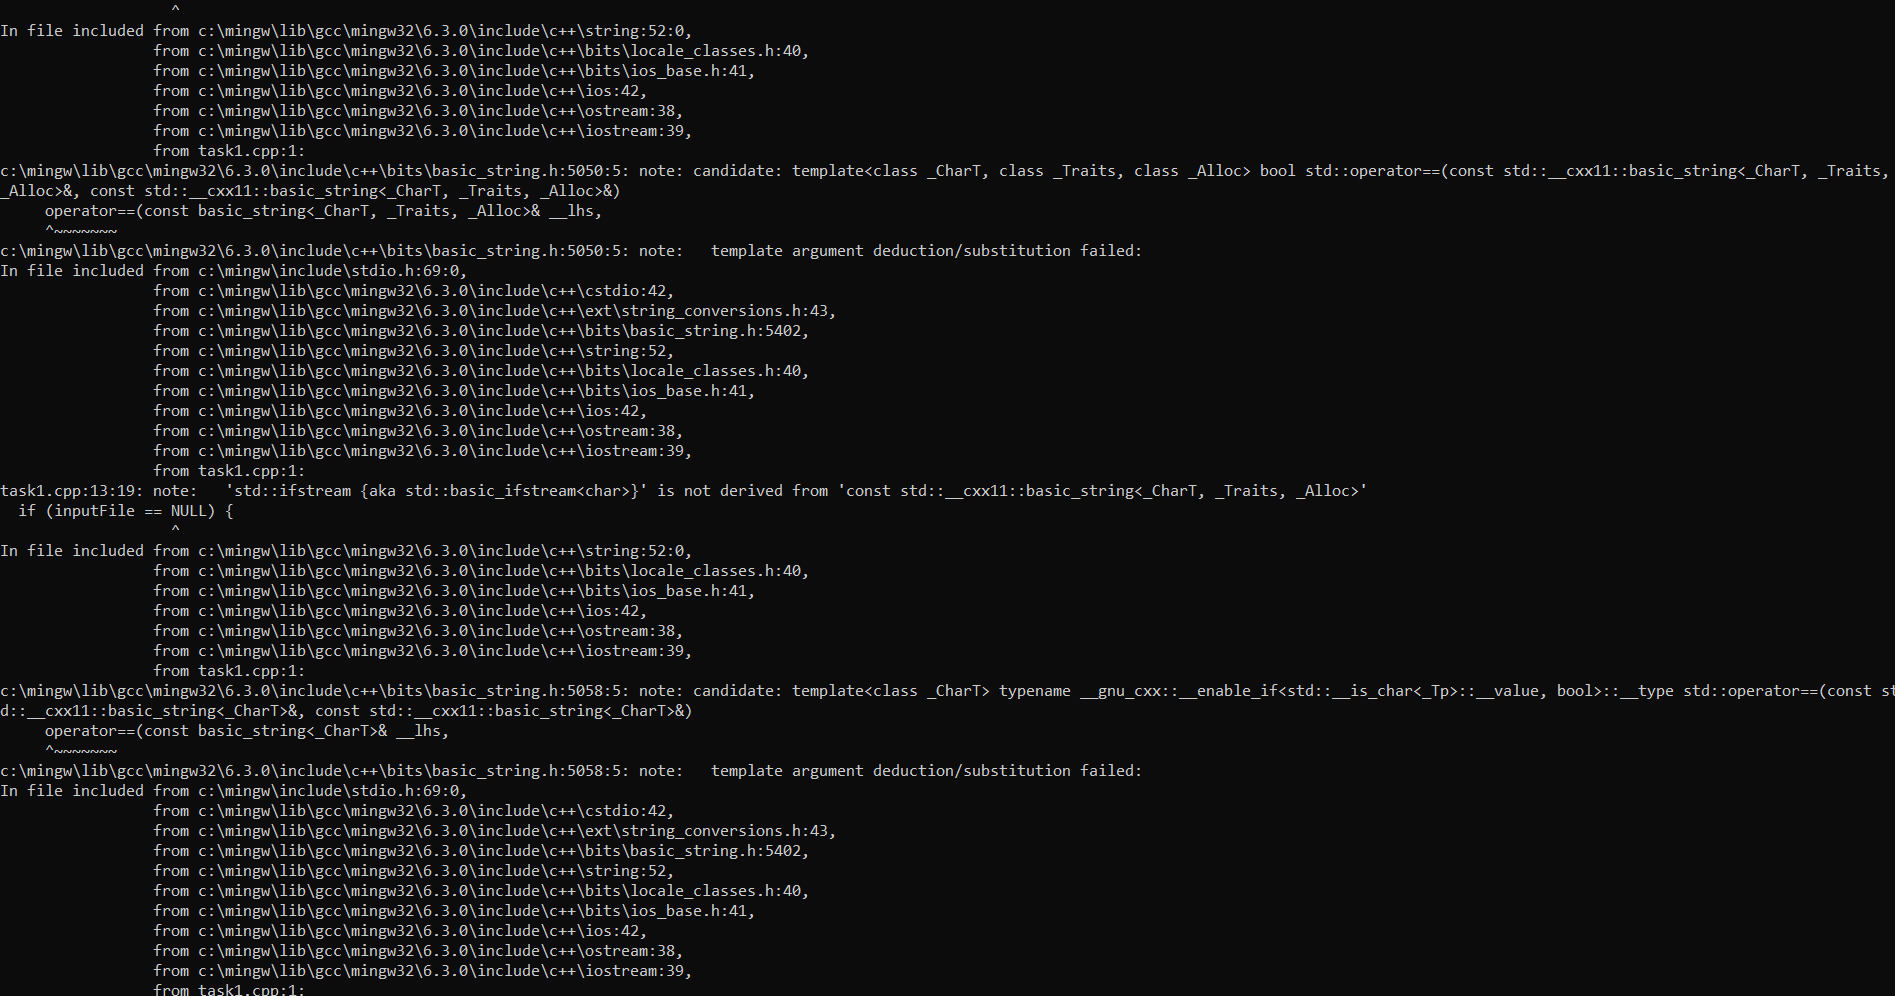 ^
In file included from c:\mingw\lib\gcc\mingw32\6.3.0\include\c++\string:52:0,
                 from c:\mingw\lib\gcc\mingw32\6.3.0\include\c++\bits\locale_classes.h:40,
                 from c:\mingw\lib\gcc\mingw32\6.3.0\include\c++\bits\ios_base.h:41,
                 from c:\mingw\lib\gcc\mingw32\6.3.0\include\c++\ios:42,
                 from c:\mingw\lib\gcc\mingw32\6.3.0\include\c++\ostream:38,
                 from c:\mingw\lib\gcc\mingw32\6.3.0\include\c++\iostream:39,
                 from task1.cpp:1:
c:\mingw\lib\gcc\mingw32\6.3.0\include\c++\bits\basic_string.h:5050:5: note: candidate: template<class _CharT, class _Traits, class _Alloc> bool std::operator==(const std::__cxx11::basic_string<_CharT, _Traits,
_Alloc>&, const std::__cxx11::basic_string<_CharT, _Traits, _Alloc>&)
     operator==(const basic_string<_CharT, _Traits, _Alloc>& __lhs,
     ^~~~~~~~
c:\mingw\lib\gcc\mingw32\6.3.0\include\c++\bits\basic_string.h:5050:5: note:   template argument deduction/substitution failed:
In file included from c:\mingw\include\stdio.h:69:0,
                 from c:\mingw\lib\gcc\mingw32\6.3.0\include\c++\cstdio:42,
                 from c:\mingw\lib\gcc\mingw32\6.3.0\include\c++\ext\string_conversions.h:43,
                 from c:\mingw\lib\gcc\mingw32\6.3.0\include\c++\bits\basic_string.h:5402,
                 from c:\mingw\lib\gcc\mingw32\6.3.0\include\c++\string:52,
                 from c:\mingw\lib\gcc\mingw32\6.3.0\include\c++\bits\locale_classes.h:40,
                 from c:\mingw\lib\gcc\mingw32\6.3.0\include\c++\bits\ios_base.h:41,
                 from c:\mingw\lib\gcc\mingw32\6.3.0\include\c++\ios:42,
                 from c:\mingw\lib\gcc\mingw32\6.3.0\include\c++\ostream:38,
                 from c:\mingw\lib\gcc\mingw32\6.3.0\include\c++\iostream:39,
                 from task1.cpp:1:
task1.cpp:13:19: note:   'std::ifstream {aka std::basic_ifstream<char>}' is not derived from 'const std::__cxx11::basic_string<_CharT, _Traits, _Alloc>'
  if (inputFile == NULL) {
                   ^
In file included from c:\mingw\lib\gcc\mingw32\6.3.0\include\c++\string:52:0,
                 from c:\mingw\lib\gcc\mingw32\6.3.0\include\c++\bits\locale_classes.h:40,
                 from c:\mingw\lib\gcc\mingw32\6.3.0\include\c++\bits\ios_base.h:41,
                 from c:\mingw\lib\gcc\mingw32\6.3.0\include\c++\ios:42,
                 from c:\mingw\lib\gcc\mingw32\6.3.0\include\c++\ostream:38,
                 from c:\mingw\lib\gcc\mingw32\6.3.0\include\c++\iostream:39,
                 from task1.cpp:1:
c:\mingw\lib\gcc\mingw32\6.3.0\include\c++\bits\basic_string.h:5058:5: note: candidate: template<class _CharT> typename __gnu_cxx::__enable_if<std::__is_char<_Tp>::__value, bool>::__type std::operator==(const st
d::__cxx11::basic_string<_CharT>&, const std::__cxx11::basic_string<_CharT>&)
     operator==(const basic_string<_CharT>& __lhs,
     ^~~~~~~~
c:\mingw\lib\gcc\mingw32\6.3.0\include\c++\bits\basic_string.h:5058:5: note:   template argument deduction/substitution failed:
In file included from c:\mingw\include\stdio.h:69:0,
                 from c:\mingw\lib\gcc\mingw32\6.3.0\include\c++\cstdio:42,
                 from c:\mingw\lib\gcc\mingw32\6.3.0\include\c++\ext\string_conversions.h:43,
                 from c:\mingw\lib\gcc\mingw32\6.3.0\include\c++\bits\basic_string.h:5402,
                 from c:\mingw\lib\gcc\mingw32\6.3.0\include\c++\string:52,
                 from c:\mingw\lib\gcc\mingw32\6.3.0\include\c++\bits\locale_classes.h:40,
                 from c:\mingw\lib\gcc\mingw32\6.3.0\include\c++\bits\ios_base.h:41,
                 from c:\mingw\lib\gcc\mingw32\6.3.0\include\c++\ios:42,
                 from c:\mingw\lib\gcc\mingw32\6.3.0\include\c++\ostream:38,
                 from c:\mingw\lib\gcc\mingw32\6.3.0\include\c++\iostream:39,
                 from task1.cpp:1: